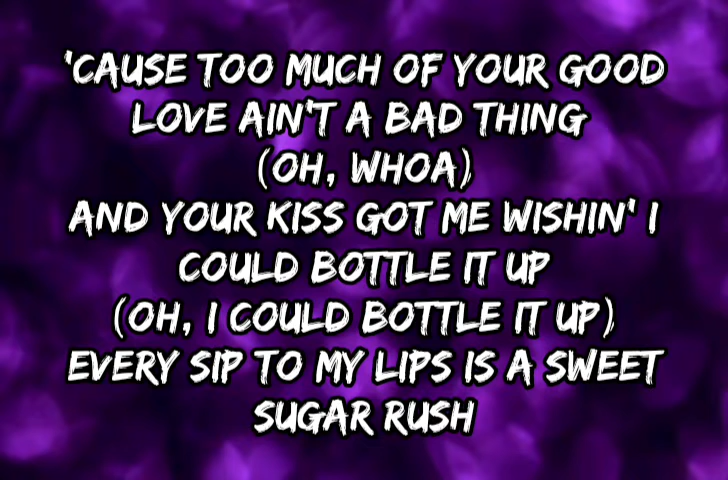 'CAUSE TOO MUCH OF YOUR GOOD
LOVE AIN'T A BAD THING
(OH, WHOA)
AND YOUR KISS GOT ME WISHIN' I
COULD BOTTLE IT UP
(OH, I COULD BOTTLE IT UP)
EVERY SIP TO MY LIPS IS A SWEET
SUGAR RUSH